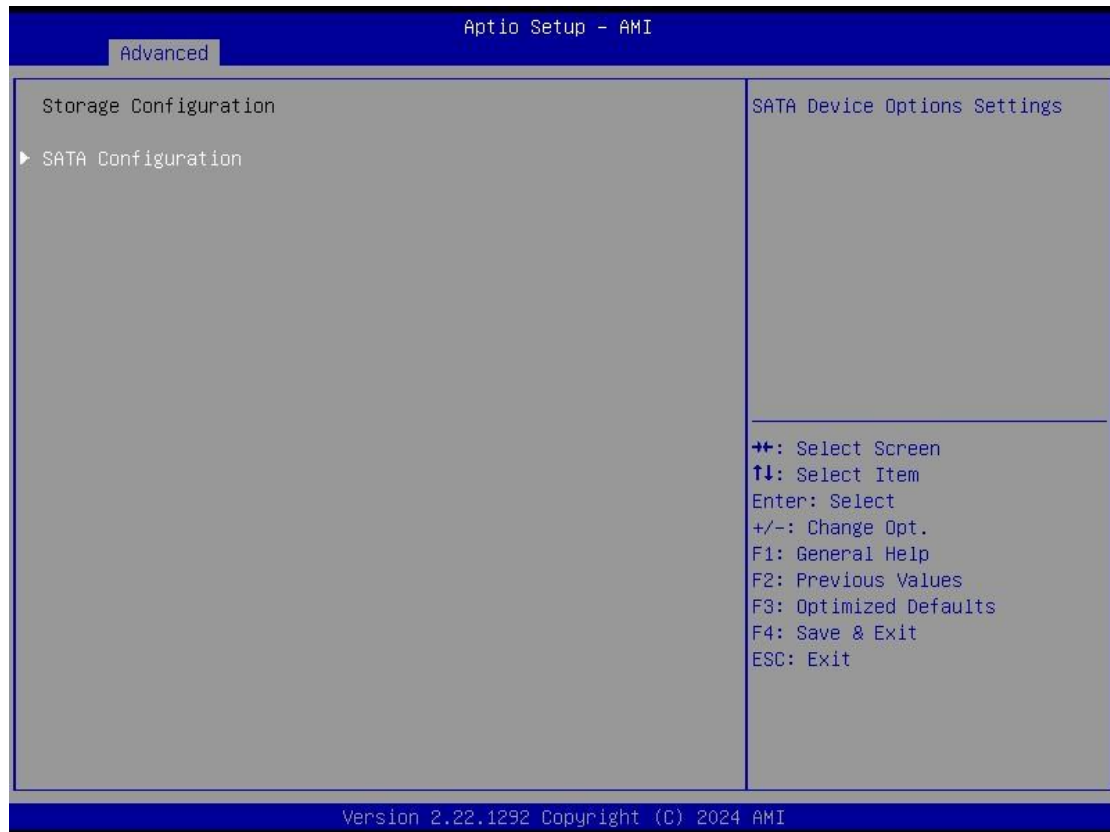 Aptio Setup – AMI
Advanced
Storage Configuration
▶ SATA Configuration
SATA Device Options Settings
→←: Select Screen
↑↓: Select Item
Enter: Select
+/-: Change Opt.
F1: General Help
F2: Previous Values
F3: Optimized Defaults
F4: Save & Exit
ESC: Exit
Version 2.22.1292 Copyright (C) 2024 AMI